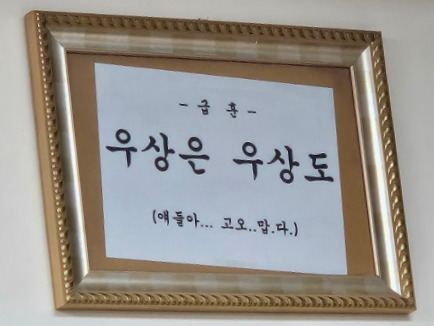 - 급 훈 -
우상은 우상도
(얘들아... 고오..맙.다.)